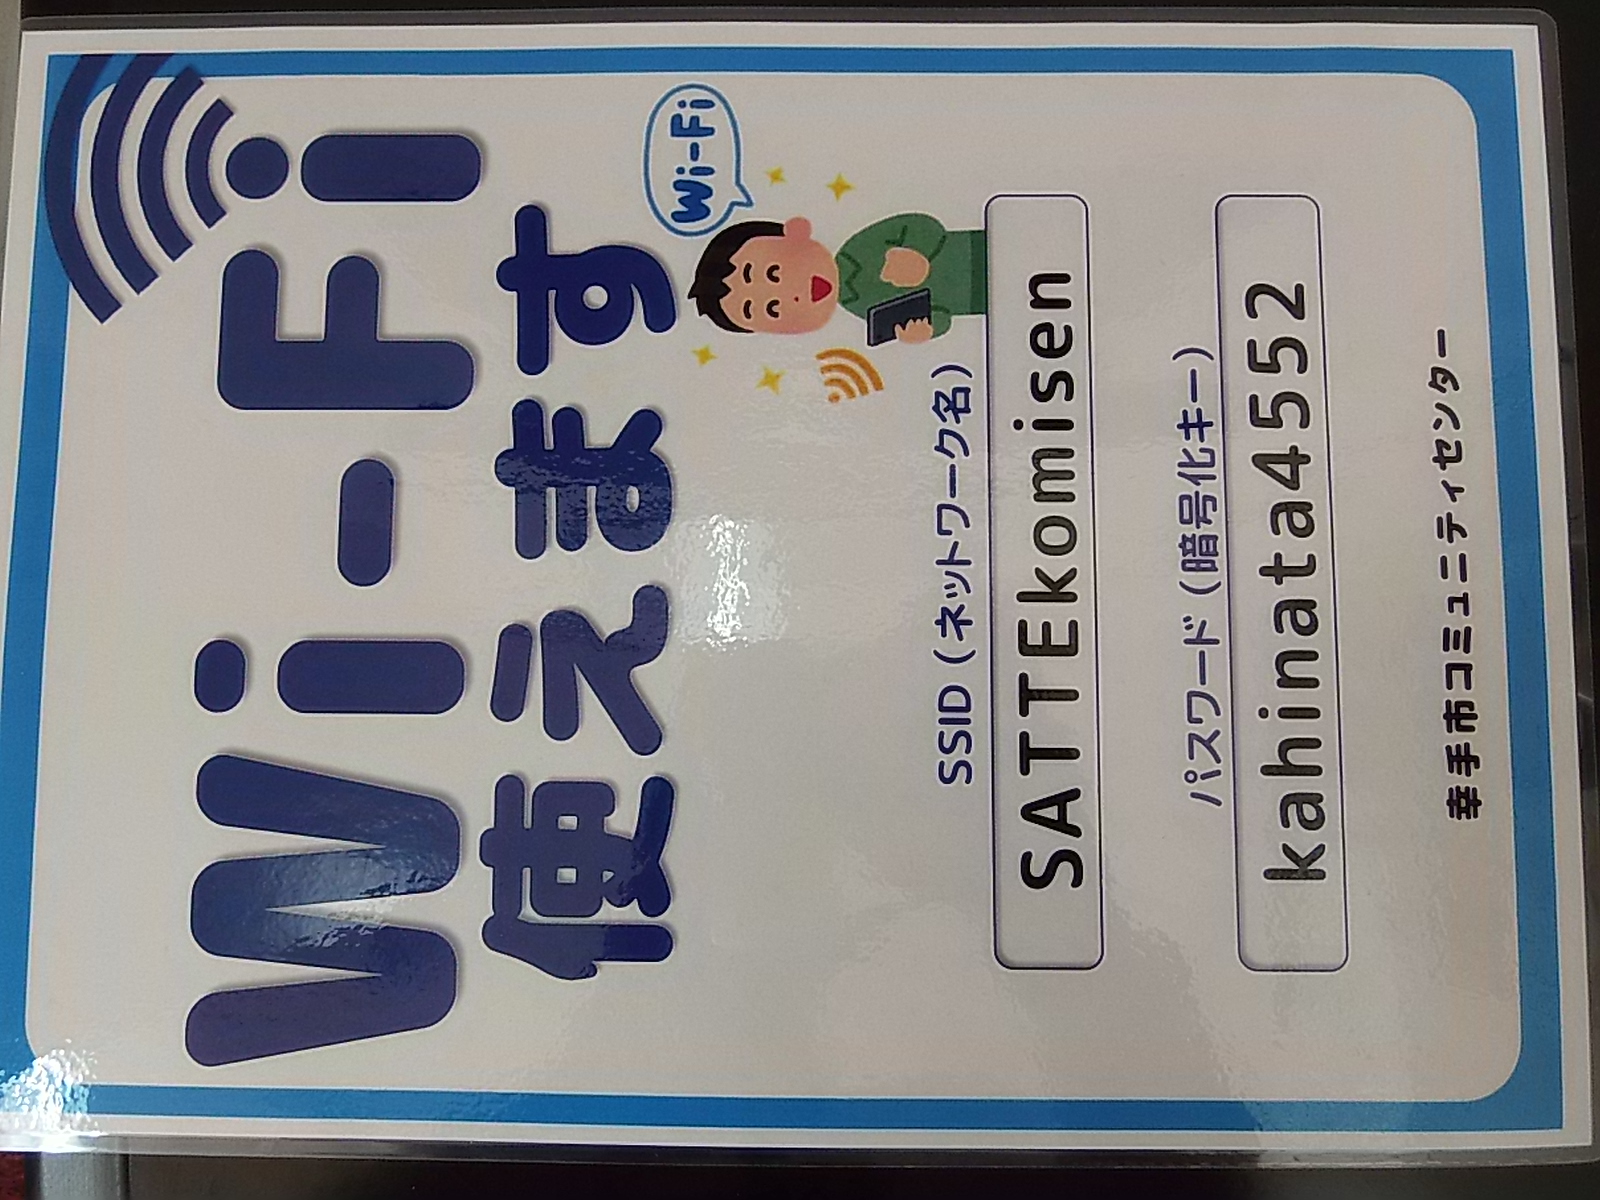 Wi-Fi
使えます
Wi-Fi
SSID（ネットワーク名）
SATTEkomisen
パスワード（暗号化キー）
kahinata4552
幸手市コミュニティセンター